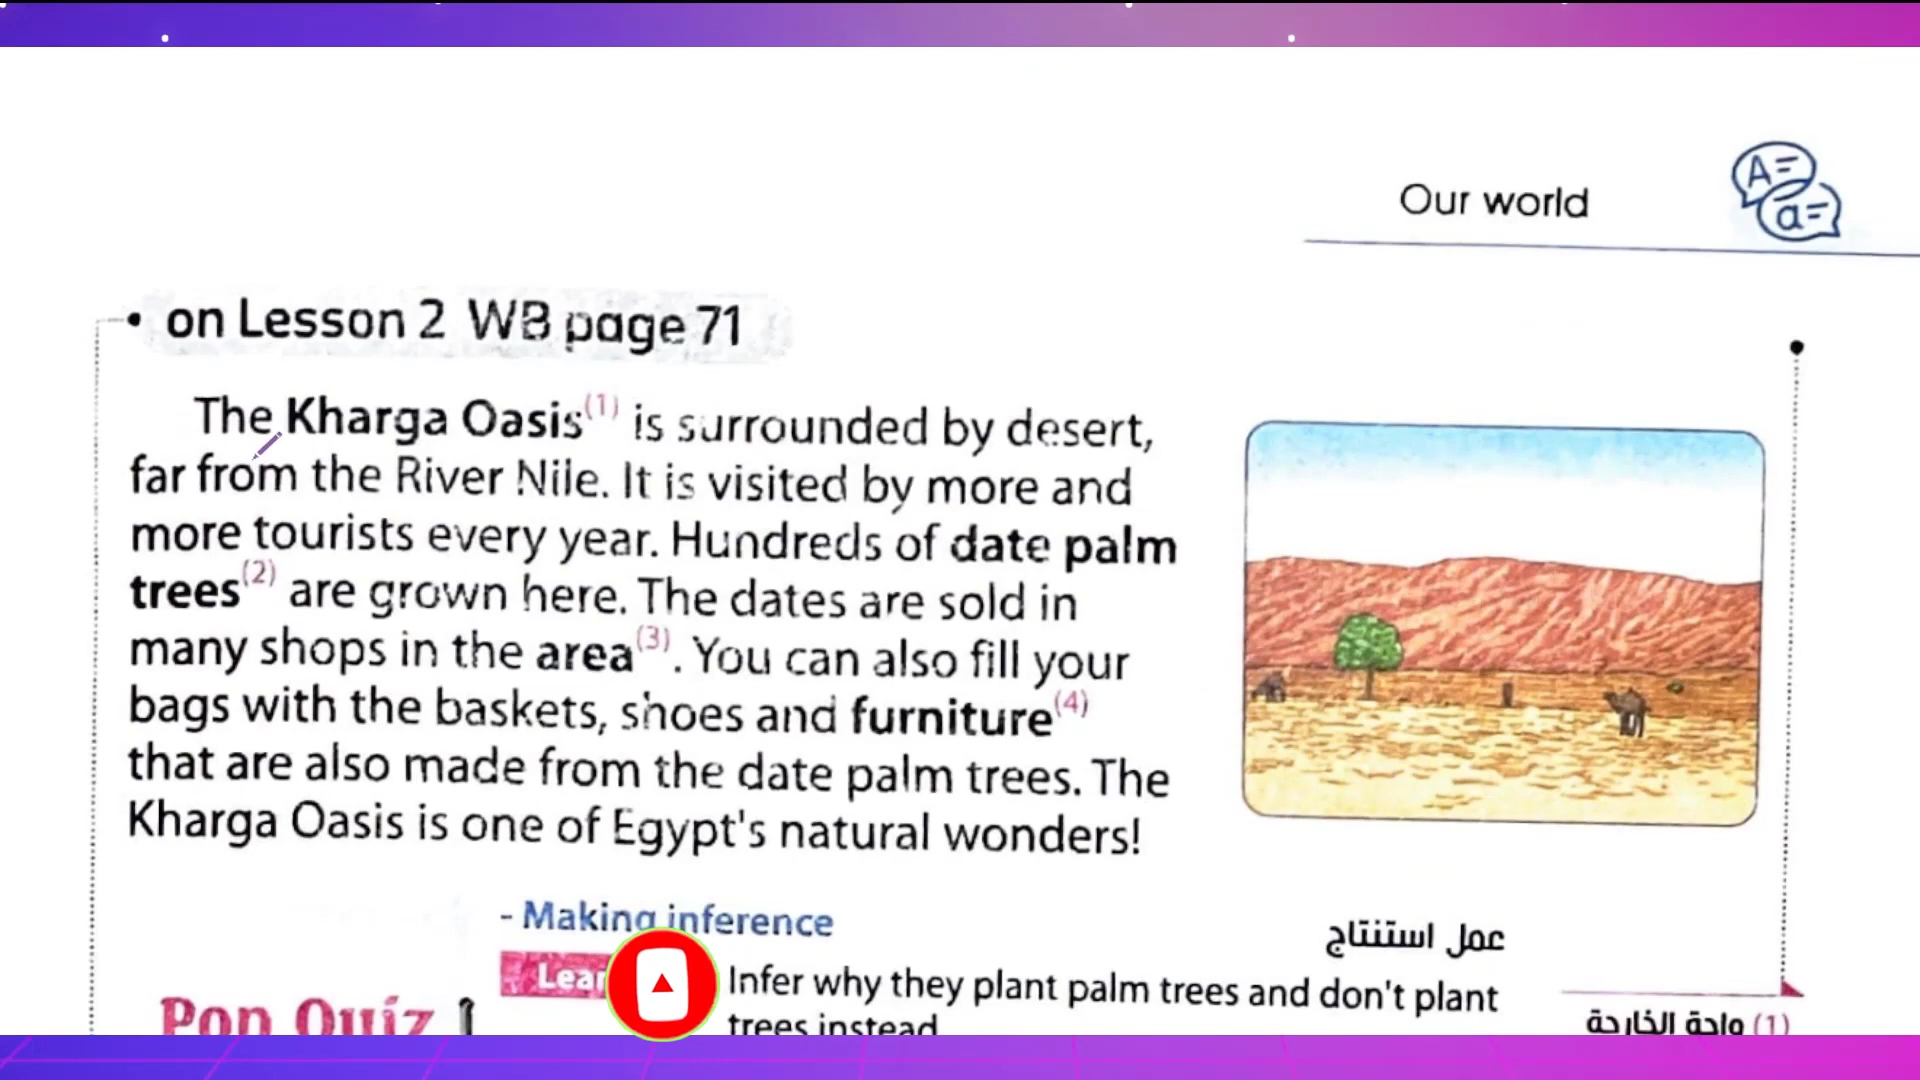 Our world
A= a=
• on Lesson 2 WB page 71
The Kharga Oasis(1) is surrounded by desert,
far from the River Nile. It is visited by more and
more tourists every year. Hundreds of date palm
trees(2) are grown here. The dates are sold in
many shops in the area(3). You can also fill your
bags with the baskets, shoes and furniture(4)
that are also made from the date palm trees. The
Kharga Oasis is one of Egypt's natural wonders!
- Making inference
عمل استنتاج
Infer why they plant palm trees and don't plant
trees instead
Pop Quiz 1
(1) واحة الخارجة